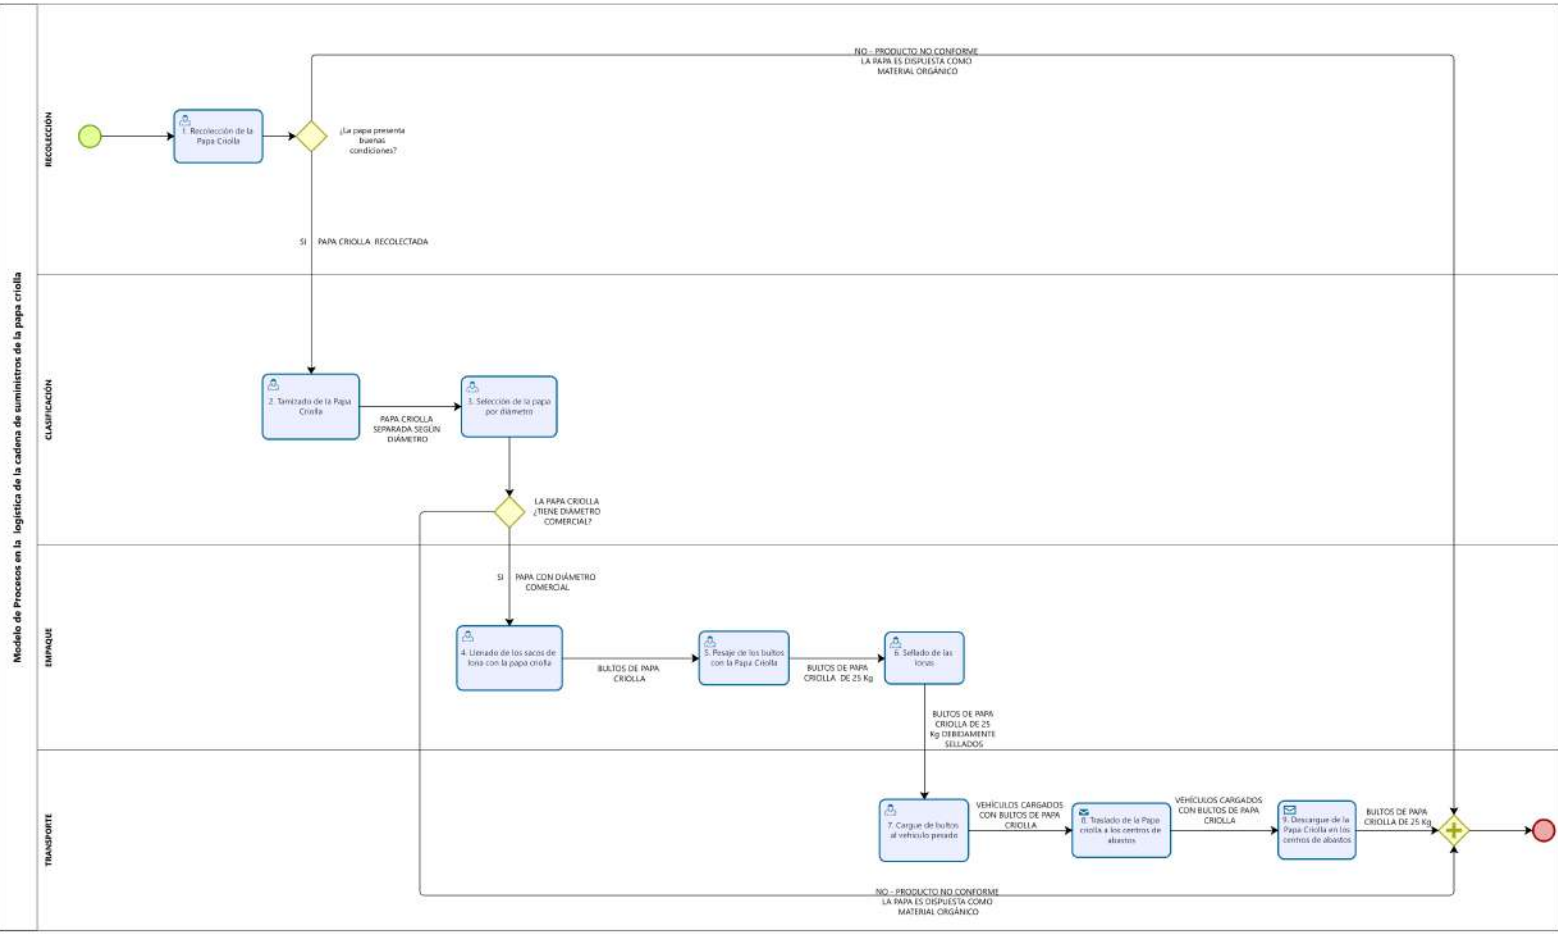 Modelo de Procesos en la logística de la cadena de suministros de la papa criolla
RECOLECCIÓN
1. Recolección de la
Papa Criolla
¿La papa presenta
buenas
condiciones?
NO - PRODUCTO NO CONFORME
LA PAPA ES DISPUESTA COMO
MATERIAL ORGÁNICO
SI
PAPA CRIOLLA RECOLECTADA
CLASIFICACIÓN
2. Tamizado de la Papa
Criolla
PAPA CRIOLLA
SEPARADA SEGÚN
DIÁMETRO
3. Selección de la papa
por diámetro
LA PAPA CRIOLLA
¿TIENE DIÁMETRO
COMERCIAL?
EMPAQUE
SI
PAPA CON DIÁMETRO
COMERCIAL
4. Llenado de los sacos de
lona con la papa criolla
BULTOS DE PAPA
CRIOLLA
5. Pesaje de los bultos
con la Papa Criolla
BULTOS DE PAPA
CRIOLLA DE 25 Kg
6. Sellado de las
lonas
BULTOS DE PAPA
CRIOLLA DE 25
Kg DEBIDAMENTE
SELLADOS
TRANSPORTE
7. Cargue de bultos
al vehículo pesado
VEHÍCULOS CARGADOS
CON BULTOS DE PAPA
CRIOLLA
8. Traslado de la Papa
criolla a los centros de
abastos
VEHÍCULOS CARGADOS
CON BULTOS DE PAPA
CRIOLLA
9. Descargue de la
Papa Criolla en los
centros de abastos
BULTOS DE PAPA
CRIOLLA DE 25 Kg
NO - PRODUCTO NO CONFORME
LA PAPA ES DISPUESTA COMO
MATERIAL ORGÁNICO